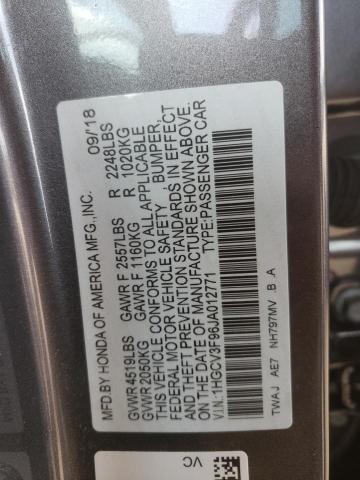 MFD.BY HONDA OF AMERICA MFG.,INC. 09/18
GVWR4519LBS GAWR F 2557LBS R 2248LBS
GVWR2050KG GAWR F 1160KG R 1020KG
THIS VEHICLE CONFORMS TO ALL APPLICABLE
FEDERAL MOTOR VEHICLE SAFETY, BUMPER,
AND THEFT PREVENTION STANDARDS IN EFFECT
ON THE DATE OF MANUFACTURE SHOWN ABOVE.
V.I.N.:1HGCV3F96JA012771 TYPE:PASSENGER CAR
TWAJ AE7 NH797MV B A
VC